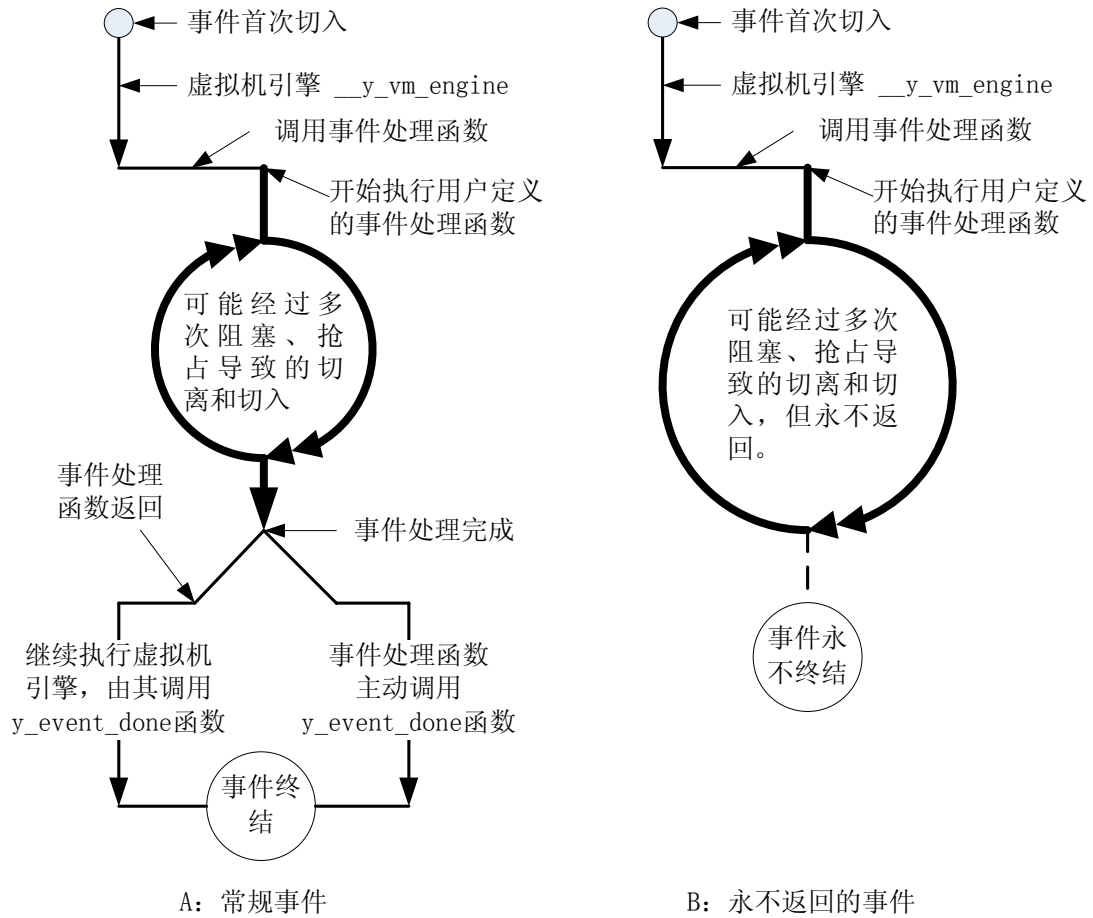 事件首次切入
虚拟机引擎 __y_vm_engine
调用事件处理函数
开始执行用户定义
的事件处理函数
可能经过多
次阻塞、抢
占导致的切
离和切入
事件处理
函数返回
事件处理完成
继续执行虚拟机
引擎，由其调用
y_event_done函数
事件处理函数
主动调用
y_event_done函数
事件终
结
A：常规事件
事件首次切入
虚拟机引擎 __y_vm_engine
调用事件处理函数
开始执行用户定义
的事件处理函数
可能经过多次
阻塞、抢占导
致的切离和切
入，但永不返
回。
事件永
不终结
B：永不返回的事件